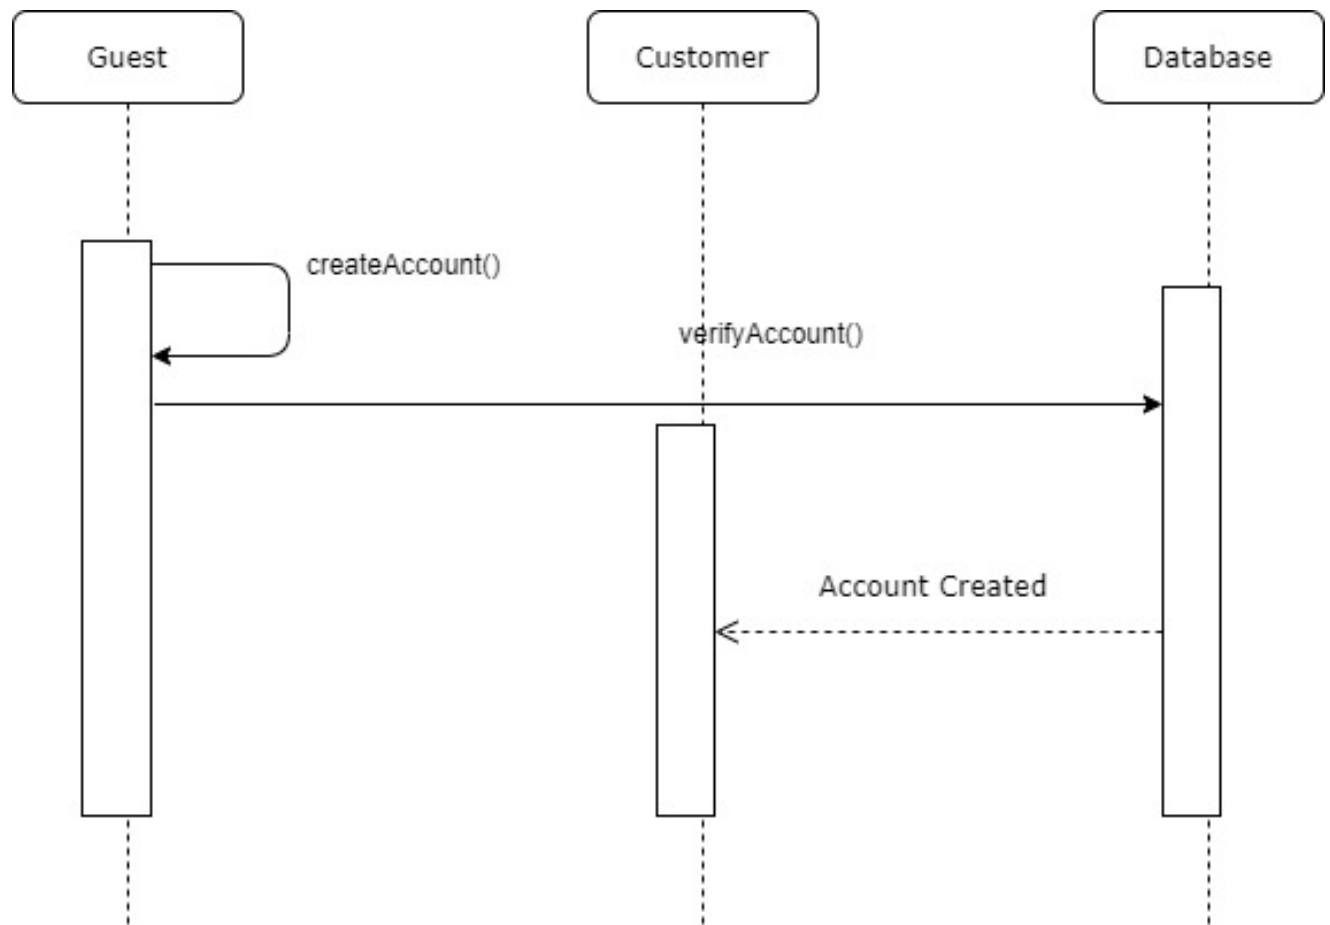 Guest
Customer
Database
createAccount()
verifyAccount()
Account Created